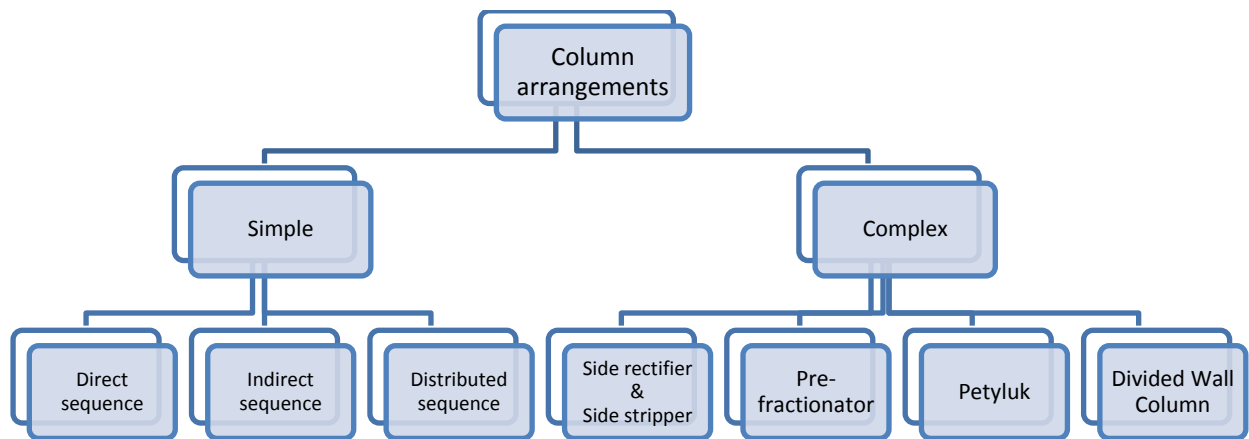 Column
arrangements
Simple
Complex
Direct
sequence
Indirect
sequence
Distributed
sequence
Side rectifier
&
Side stripper
Pre-
fractionator
Petyluk
Divided Wall
Column